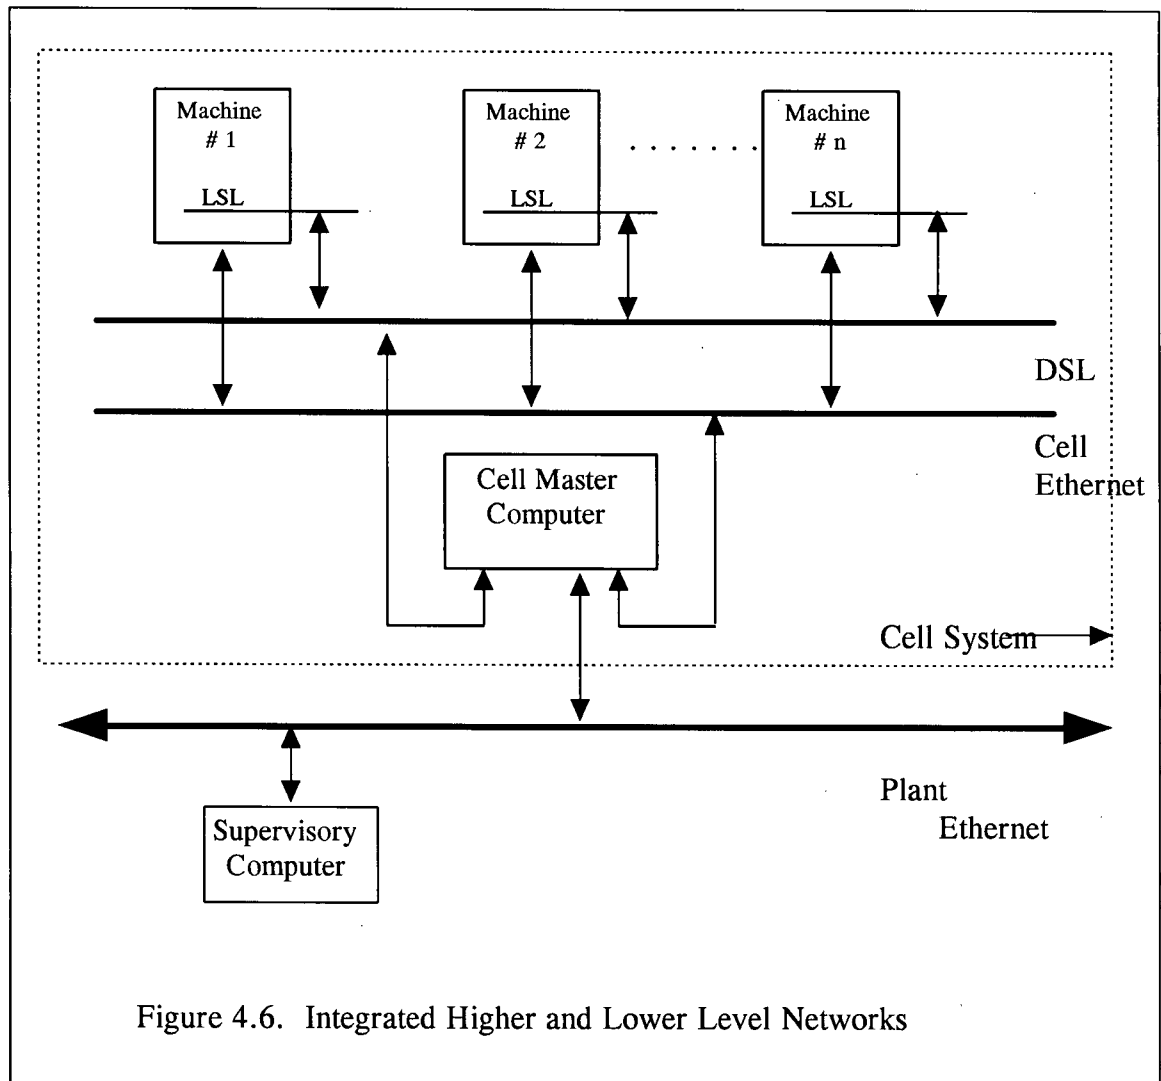 Machine
# 1
LSL
Machine
# 2
LSL
. . . . . . .
Machine
# n
LSL
DSL
Cell
Ethernet
Cell Master
Computer
Cell System
Plant
Ethernet
Supervisory
Computer
Figure 4.6. Integrated Higher and Lower Level Networks